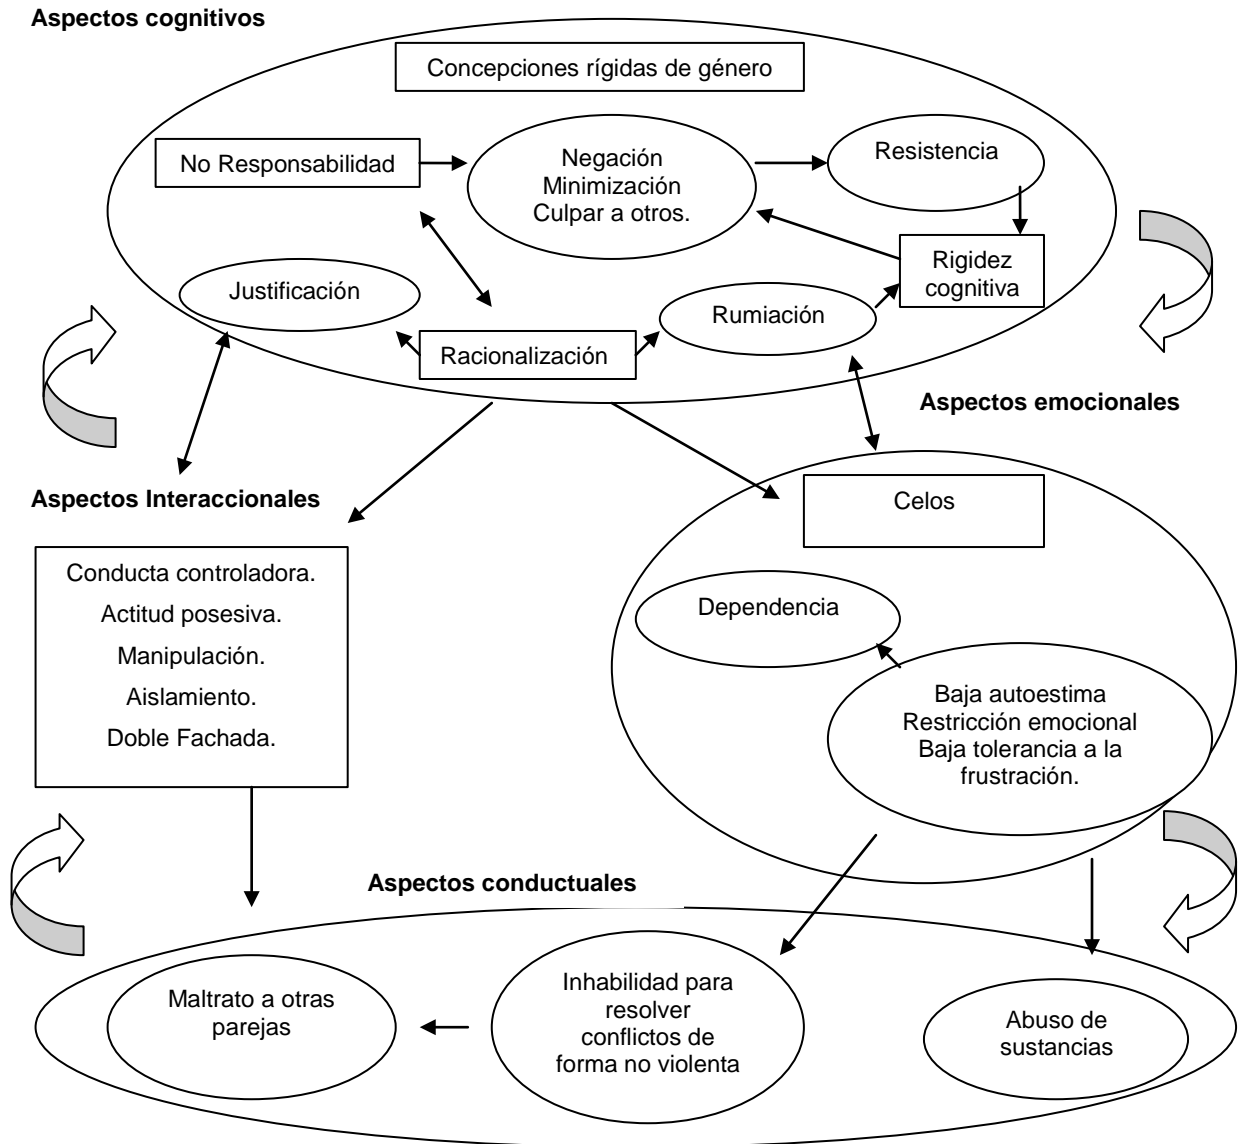 Aspectos cognitivos
Concepciones rígidas de género
No Responsabilidad
Negación
Minimización
Culpar a otros.
Resistencia
Rigidez
cognitiva
Justificación
Rumiación
Racionalización
Aspectos emocionales
Aspectos Interaccionales
Celos
Conducta controladora.
Actitud posesiva.
Manipulación.
Aislamiento.
Doble Fachada.
Dependencia
Baja autoestima
Restricción emocional
Baja tolerancia a la
frustración.
Aspectos conductuales
Maltrato a otras
parejas
Inhabilidad para
resolver
conflictos de
forma no violenta
Abuso de
sustancias